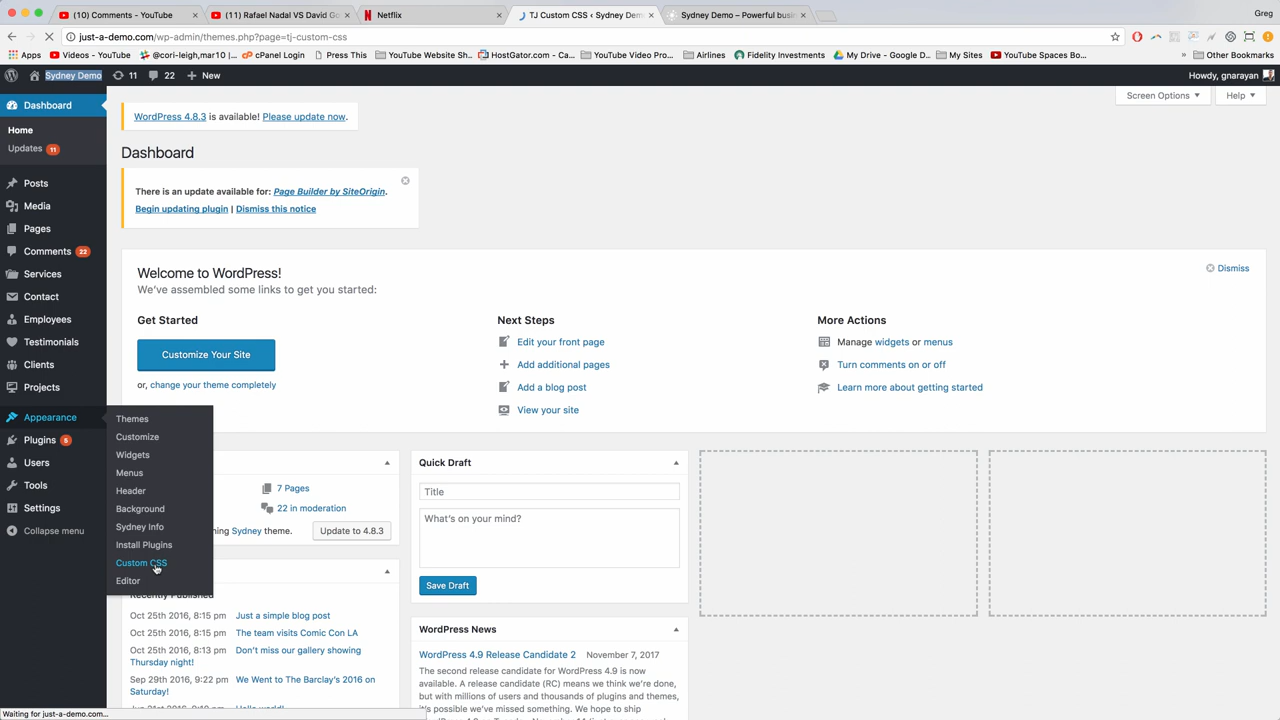 (10) Comments - YouTube
(11) Rafael Nadal VS David Go
Netflix
TJ Custom CSS ‹ Sydney Dem
Sydney Demo – Powerful busi
Greg
just-a-demo.com/wp-admin/themes.php?page=tj-custom-css
Apps
Videos - YouTube
@cori-leigh,mar10 |...
cPanel Login
Press This
YouTube Website Sh...
HostGator.com - Ca...
YouTube Video Pro...
Airlines
Fidelity Investments
My Drive - Google D...
My Sites
YouTube Spaces Bo...
Other Bookmarks
Sydney Demo
11
22
New
Howdy, gnarayan
Dashboard
Home
Updates 11
Posts
Media
Pages
Comments 22
Services
Contact
Employees
Testimonials
Clients
Projects
Appearance
Plugins 5
Users
Tools
Settings
Collapse menu
Themes
Customize
Widgets
Menus
Header
Background
Sydney Info
Install Plugins
Custom CSS
Editor
Screen Options
Help
WordPress 4.8.3 is available! Please update now.
Dashboard
There is an update available for: Page Builder by SiteOrigin.
Begin updating plugin | Dismiss this notice
Welcome to WordPress!
We've assembled some links to get you started:
Dismiss
Get Started
Customize Your Site
or, change your theme completely
Next Steps
Edit your front page
Add additional pages
Add a blog post
View your site
More Actions
Manage widgets or menus
Turn comments on or off
Learn more about getting started
7 Pages
22 in moderation
ning Sydney theme.
Update to 4.8.3
Recently Published
Oct 25th 2016, 8:15 pm Just a simple blog post
Oct 25th 2016, 8:15 pm The team visits Comic Con LA
Oct 25th 2016, 8:13 pm Don't miss our gallery showing
Thursday night!
Sep 29th 2016, 9:22 pm We Went to The Barclay's 2016 on
Saturday!
Quick Draft
Title
What's on your mind?
Save Draft
WordPress News
WordPress 4.9 Release Candidate 2 November 7, 2017
The second release candidate for WordPress 4.9 is now
available. A release candidate (RC) means we think we're done,
but with millions of users and thousands of plugins and themes,
it's possible we've missed something. We hope to ship
Waiting for just-a-demo.com...